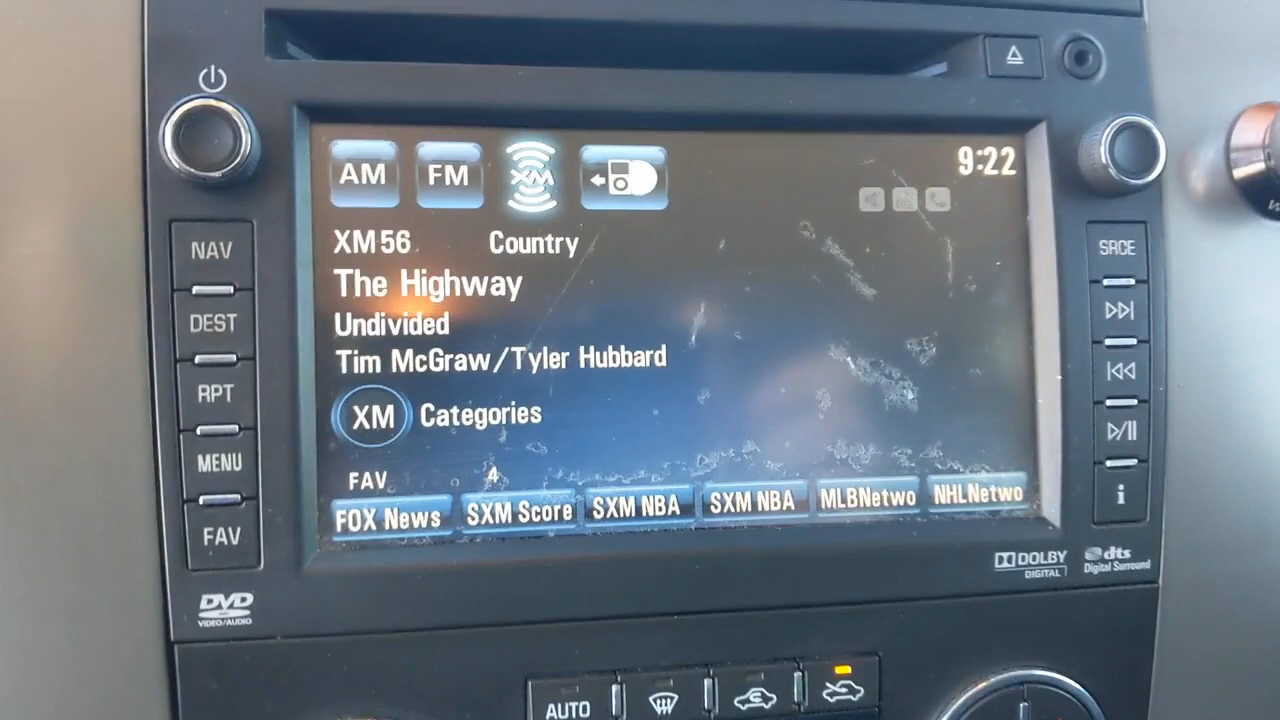 AM FM XM
9:22
XM56 Country
The Highway
Undivided
Tim McGraw/Tyler Hubbard
XM Categories
FAV 4
FOX News SXM Score SXM NBA SXM NBA MLBNetwo NHLNetwo
NAV
DEST
RPT
MENU
FAV
SRCE
i
DVD
VIDEO/AUDIO
DOLBY
DIGITAL
dts
Digital Surround
AUTO